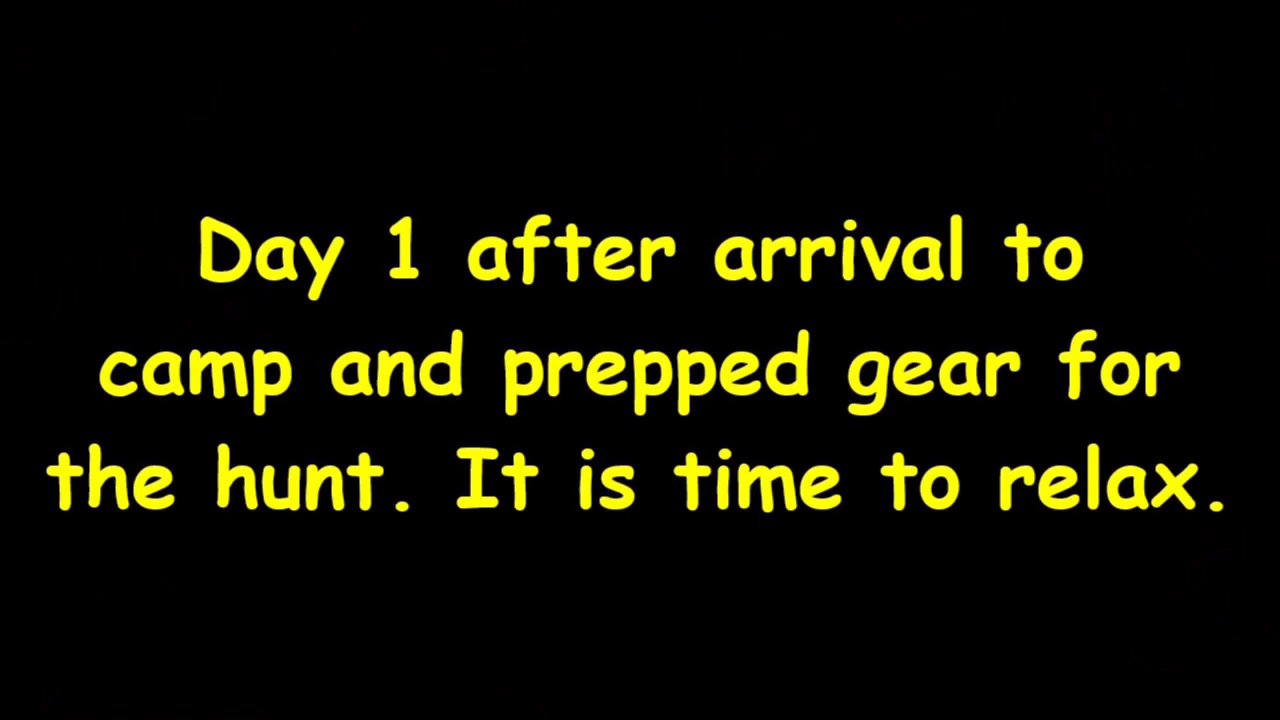 Day 1 after arrival to
camp and prepped gear for
the hunt. It is time to relax.